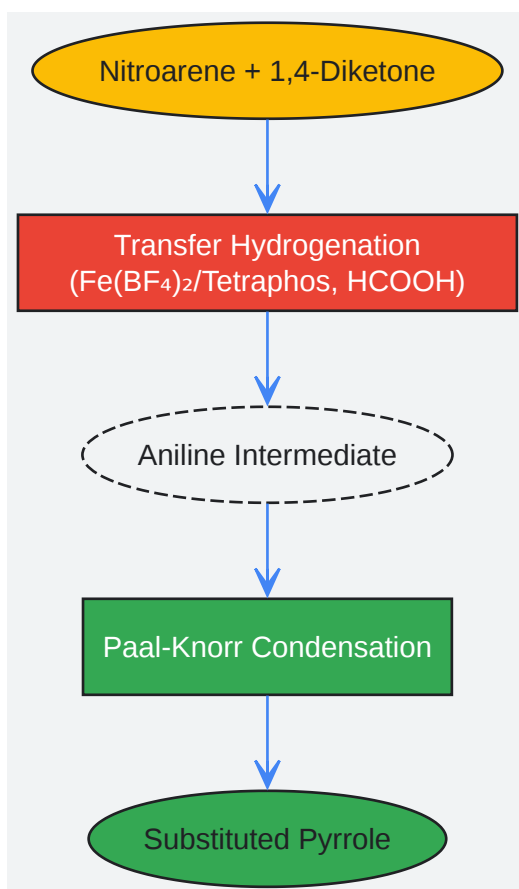 Nitroarene + 1,4-Diketone
Transfer Hydrogenation
(Fe(BF₄)₂/Tetraphos, HCOOH)
Aniline Intermediate
Paal-Knorr Condensation
Substituted Pyrrole